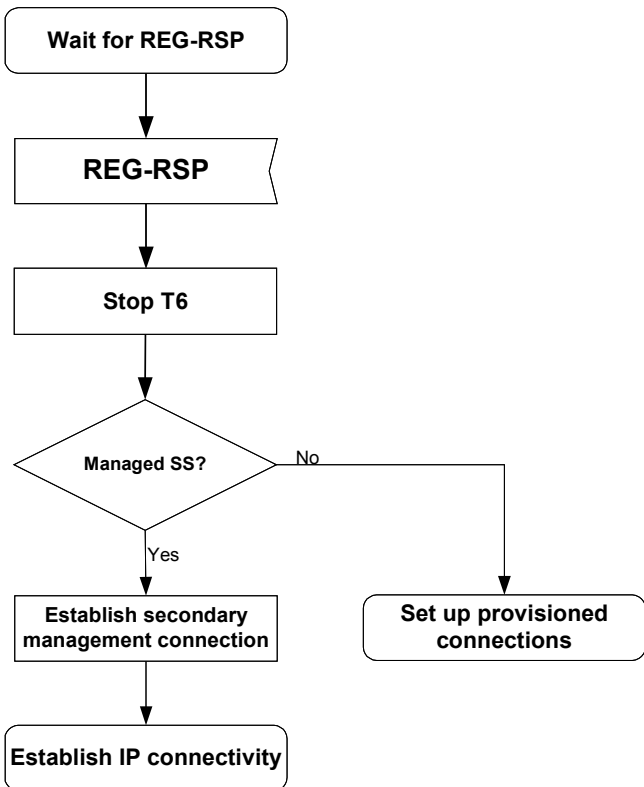 Wait for REG-RSP
REG-RSP
Stop T6
Managed SS?
No
Yes
Establish secondary
management connection
Set up provisioned
connections
Establish IP connectivity